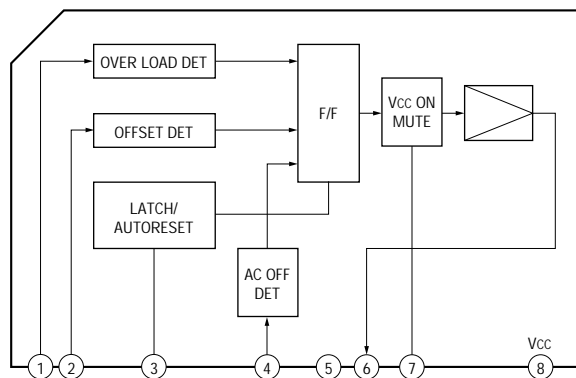 OVER LOAD DET
OFFSET DET
LATCH/
AUTORESET
F/F
VCC ON
MUTE
AC OFF
DET
VCC
1 2 3 4 5 6 7 8